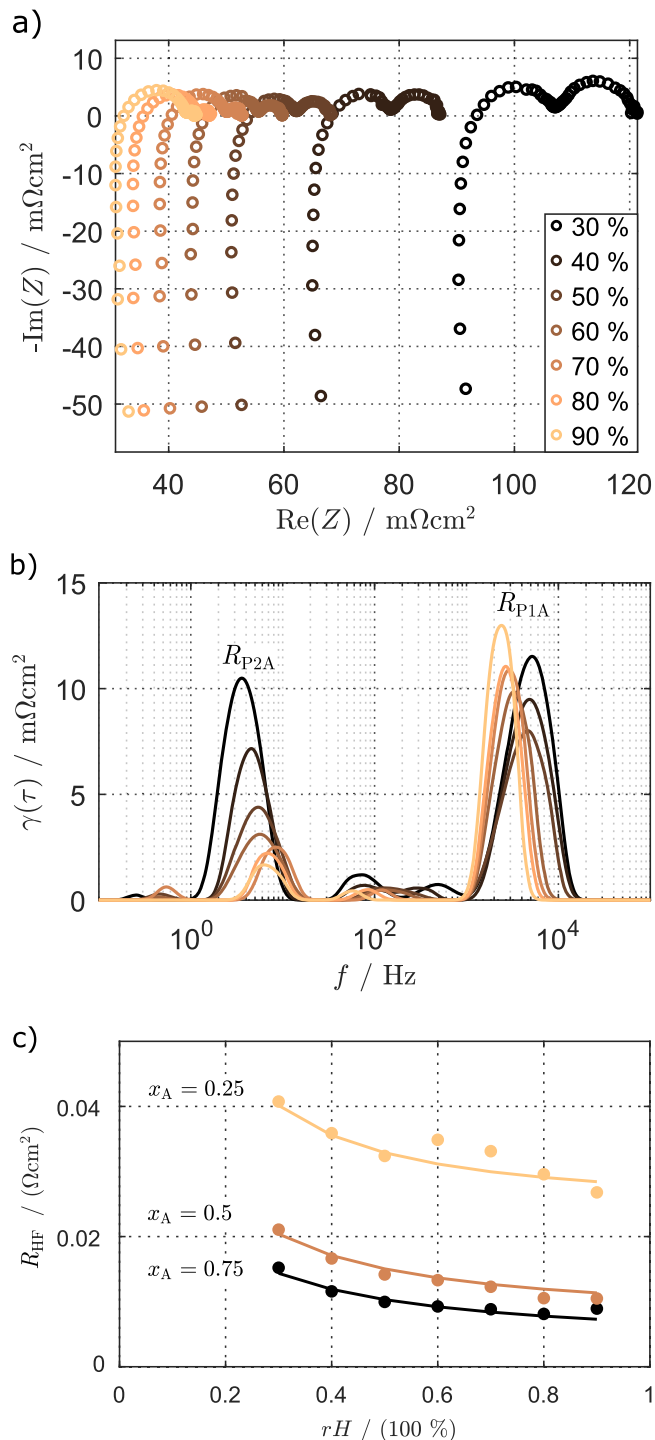 a)
10
0
-10
-20
-30
-40
-50
-Im(Z) / mΩcm²
30 %
40 %
50 %
60 %
70 %
80 %
90 %
40 60 80 100 120
Re(Z) / mΩcm²
b)
15
10
5
0
γ(τ) / mΩcm²
R_P2A
R_P1A
10⁰ 10² 10⁴
f / Hz
c)
0.04
0.02
0
R_HF / (Ωcm²)
x_A = 0.25
x_A = 0.5
x_A = 0.75
0 0.2 0.4 0.6 0.8 1
rH / (100 %)